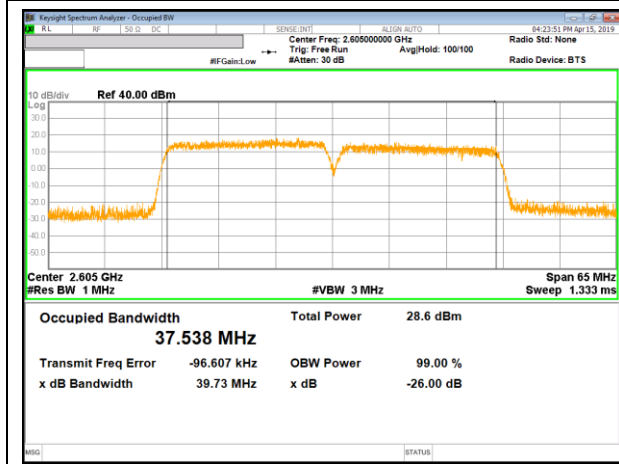 Keysight Spectrum Analyzer - Occupied BW
RL RF 50 Ω DC SENSE:INT ALIGN AUTO 04:23:51 PM Apr 15, 2019
Center Freq: 2.605000000 GHz Radio Std: None
Trig: Free Run Avg|Hold: 100/100
#IFGain:Low #Atten: 30 dB Radio Device: BTS
10 dB/div Ref 40.00 dBm
Log
30.0
20.0
10.0
0.00
-10.0
-20.0
-30.0
-40.0
-50.0
Center 2.605 GHz Span 65 MHz
#Res BW 1 MHz #VBW 3 MHz Sweep 1.333 ms
Occupied Bandwidth Total Power 28.6 dBm
37.538 MHz
Transmit Freq Error -96.607 kHz OBW Power 99.00 %
x dB Bandwidth 39.73 MHz x dB -26.00 dB
MSG STATUS